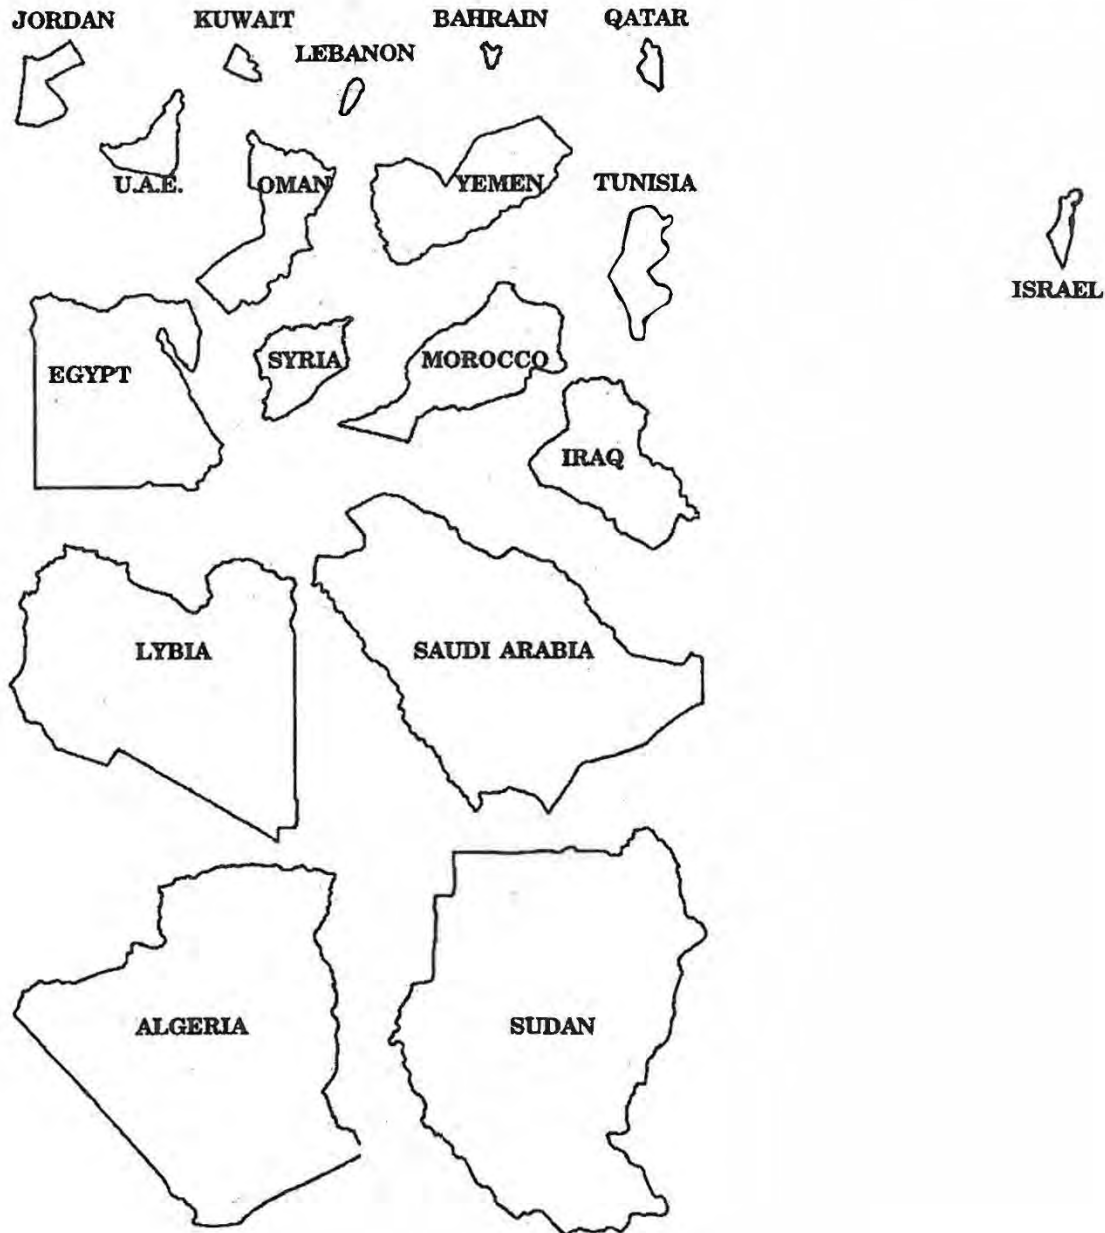 JORDAN
KUWAIT
BAHRAIN
QATAR
LEBANON
U.A.E.
OMAN
YEMEN
TUNISIA
ISRAEL
EGYPT
SYRIA
MOROCCO
IRAQ
LYBIA
SAUDI ARABIA
ALGERIA
SUDAN